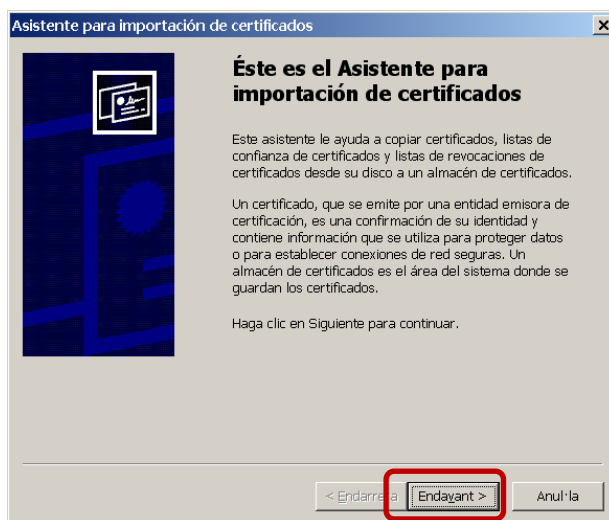 Asistente para importación de certificados
Éste es el Asistente para
importación de certificados
Este asistente le ayuda a copiar certificados, listas de
confianza de certificados y listas de revocaciones de
certificados desde su disco a un almacén de certificados.
Un certificado, que se emite por una entidad emisora de
certificación, es una confirmación de su identidad y
contiene información que se utiliza para proteger datos
o para establecer conexiones de red seguras. Un
almacén de certificados es el área del sistema donde se
guardan los certificados.
Haga clic en Siguiente para continuar.
< Endarrera Endavant > Anul·la